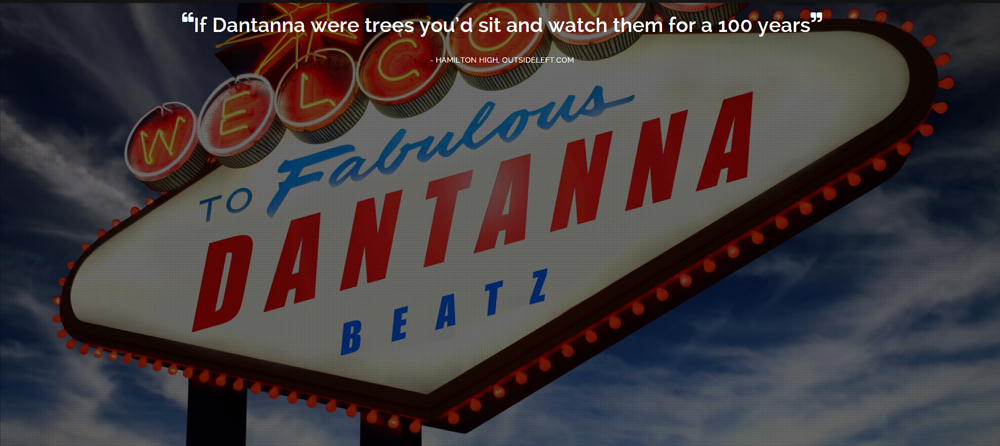 ❝If Dantanna were trees you’d sit and watch them for a 100 years❞
- HAMILTON HIGH, OUTSIDELEFT.COM
WELCOM
TO Fabulous
DANTANNA
BEATZ